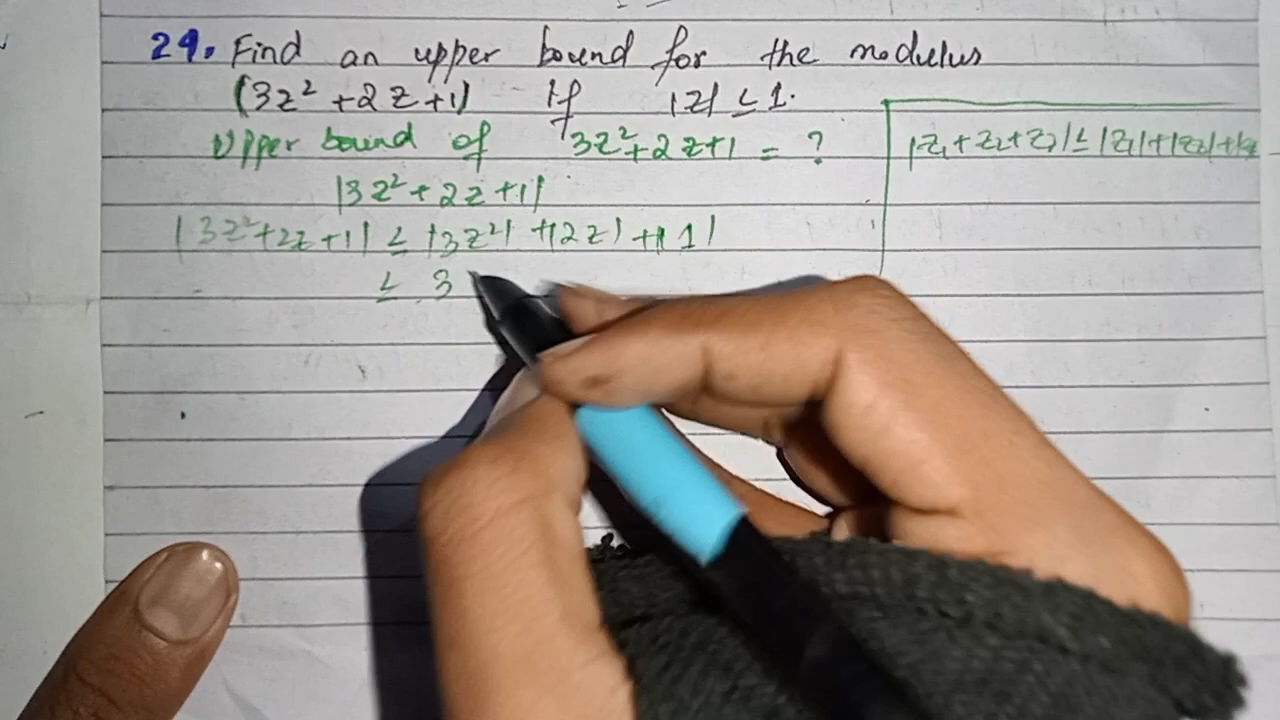 29. Find an upper bound for the modulus
(3z² + 2z + 1) If |z| ≤ 1.
Upper bound of 3z² + 2z + 1 = ?
|z₁ + z₂ + z₃| ≤ |z₁| + |z₂| + |z₃
|3z² + 2z + 1|
|3z² + 2z + 1| ≤ |3z²| + |2z| + |1|
≤ 3